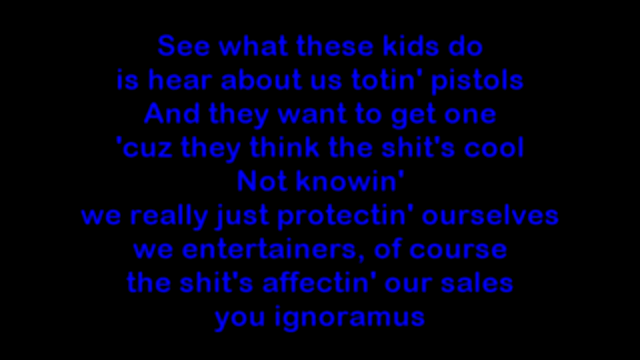 See what these kids do
is hear about us totin' pistols
And they want to get one
'cuz they think the shit's cool
Not knowin'
we really just protectin' ourselves
we entertainers, of course
the shit's affectin' our sales
you ignoramus